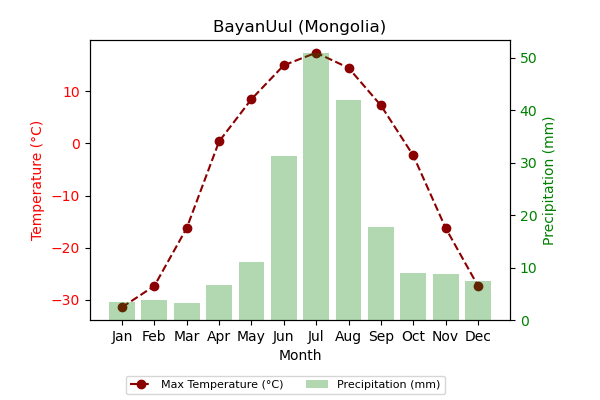 BayanUul (Mongolia)
Temperature (°C)
10
0
−10
−20
−30
50
40
30
20
10
0
Precipitation (mm)
Jan Feb Mar Apr May Jun Jul Aug Sep Oct Nov Dec
Month
Max Temperature (°C) Precipitation (mm)